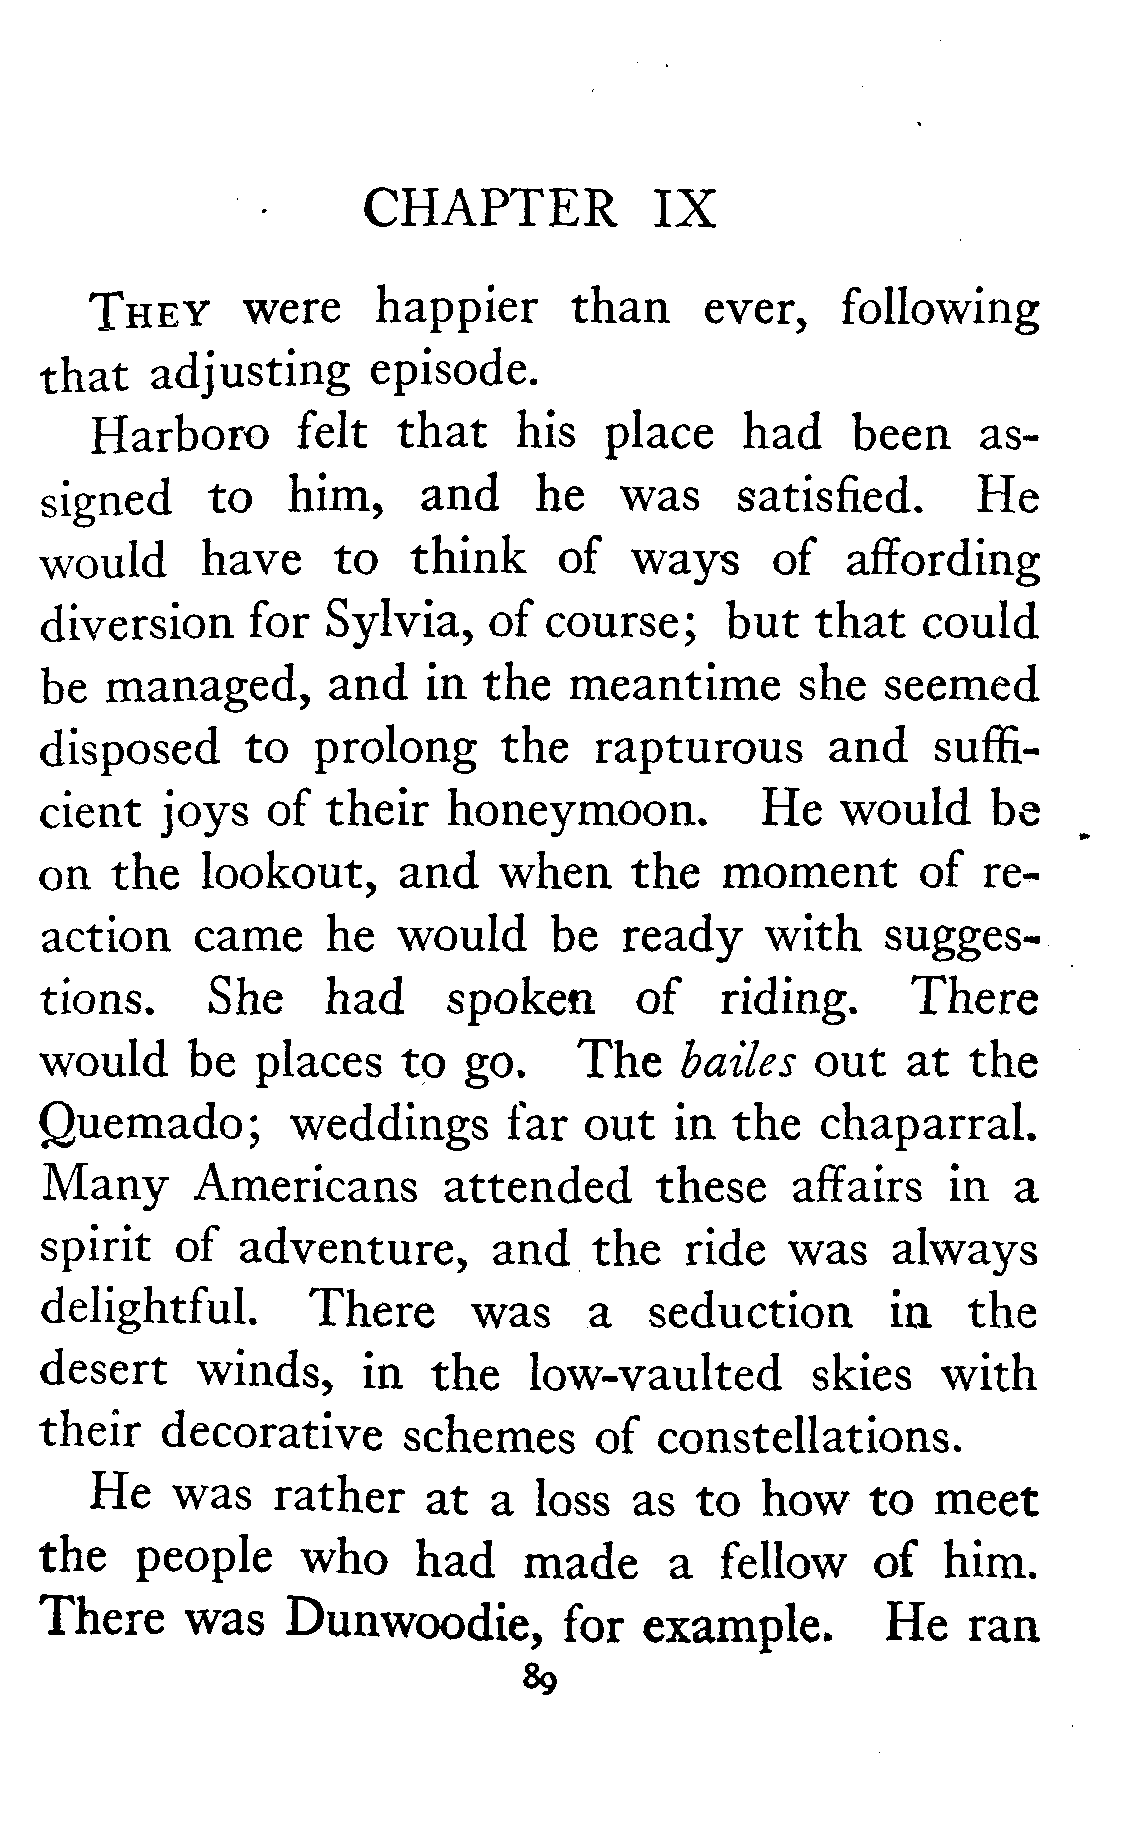 CHAPTER IX
THEY were happier than ever, following
that adjusting episode.
Harboro felt that his place had been as-
signed to him, and he was satisfied. He
would have to think of ways of affording
diversion for Sylvia, of course; but that could
be managed, and in the meantime she seemed
disposed to prolong the rapturous and suffi-
cient joys of their honeymoon. He would be
on the lookout, and when the moment of re-
action came he would be ready with sugges-
tions. She had spoken of riding. There
would be places to go. The bailes out at the
Quemado; weddings far out in the chaparral.
Many Americans attended these affairs in a
spirit of adventure, and the ride was always
delightful. There was a seduction in the
desert winds, in the low-vaulted skies with
their decorative schemes of constellations.
He was rather at a loss as to how to meet
the people who had made a fellow of him.
There was Dunwoodie, for example. He ran
89